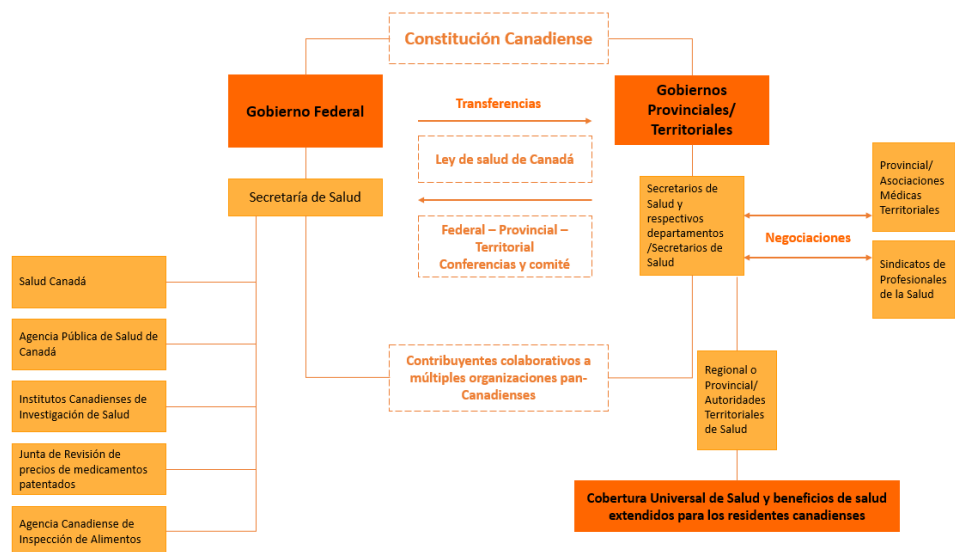 Constitución Canadiense
Gobierno Federal
Transferencias
Gobiernos
Provinciales/
Territoriales
Ley de salud de Canadá
Secretaría de Salud
Federal – Provincial –
Territorial
Conferencias y comité
Secretarios de
Salud y
respectivos
departamentos
/Secretarios de
Salud
Provincial/
Asociaciones
Médicas
Territoriales
Negociaciones
Sindicatos de
Profesionales
de la Salud
Salud Canadá
Agencia Pública de Salud de
Canadá
Institutos Canadienses de
Investigación de Salud
Junta de Revisión de
precios de medicamentos
patentados
Agencia Canadiense de
Inspección de Alimentos
Contribuyentes colaborativos a
múltiples organizaciones pan-
Canadienses
Regional o
Provincial/
Autoridades
Territoriales
de Salud
Cobertura Universal de Salud y beneficios de salud
extendidos para los residentes canadienses